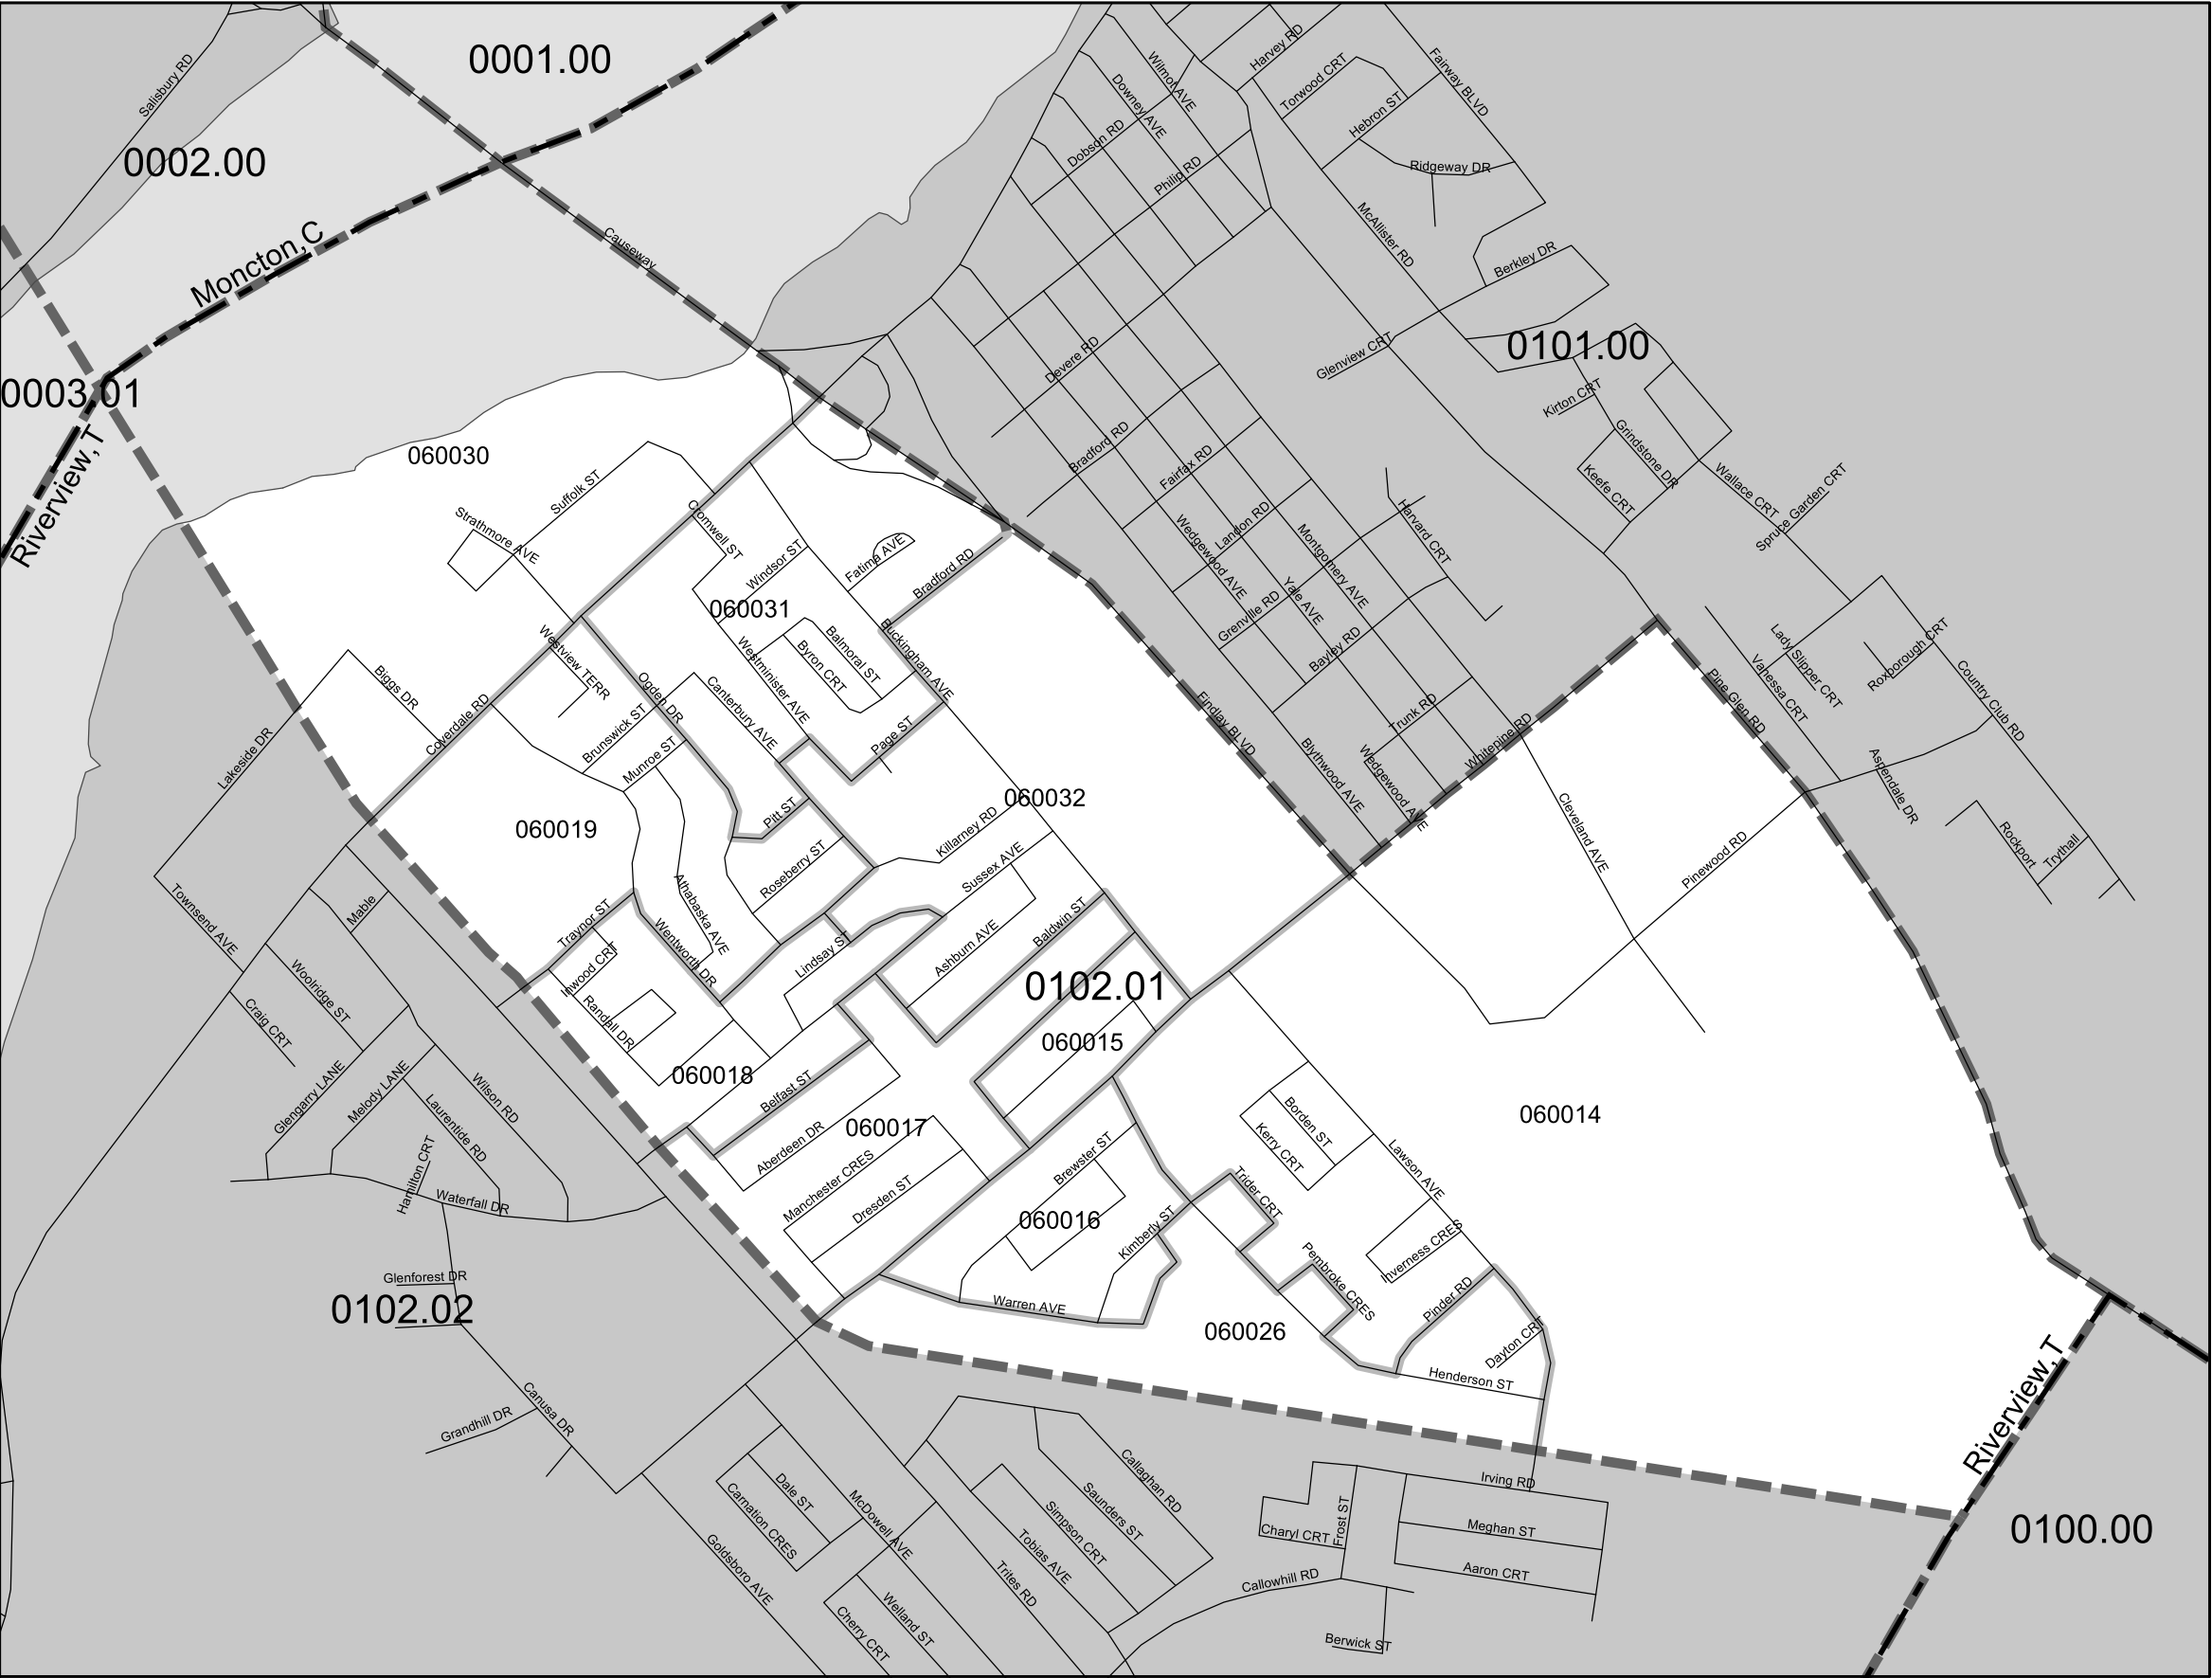 0001.00
Salisbury RD
0002.00
Moncton, C
0003.01
Riverview, T
Causeway
Wilmot AVE
Downey AVE
Dobson RD
Philip RD
Harvey RD
Torwood CRT
Hebron ST
Fairway BLVD
Ridgeway DR
McAllister RD
Berkley DR
Glenview CRT
0101.00
Kirton CRT
Grindstone DR
Keefe CRT
Wallace CRT
Spruce Garden CRT
Devere RD
Bradford RD
Fairfax RD
Landon RD
Wedgewood AVE
Montgomery AVE
Yale AVE
Grenville RD
Bayley RD
Harvard CRT
Trunk RD
Whitepine RD
Wedgewood AVE
Blythwood AVE
Findlay BLVD
Pine Glen RD
Vanessa CRT
Lady Slipper CRT
Roxborough CRT
Country Club RD
Aspendale DR
Rockport
Trythall
Cleveland AVE
Pinewood RD
060030
Suffolk ST
Strathmore AVE
Cromwell ST
Windsor ST
Fatima AVE
Bradford RD
060031
Buckingham AVE
Balmoral ST
Byron CRT
Westminister AVE
Westview TERR
Ogden DR
Canterbury AVE
Brunswick ST
Munroe ST
Page ST
Biggs DR
Coverdale RD
Lakeside DR
060019
Pitt ST
060032
Killarney RD
Sussex AVE
Roseberry ST
Athabaska AVE
Traynor ST
Inwood CRT
Wentworth DR
Randall DR
Lindsay ST
Ashburn AVE
Baldwin ST
0102.01
060015
060018
Belfast ST
060017
Aberdeen DR
Manchester CRES
Dresden ST
Brewster ST
060016
Kimberly ST
Warren AVE
060014
Borden ST
Kerry CRT
Lawson AVE
Trider CRT
Inverness CRES
Pembroke CRES
Pinder RD
Dayton CRT
Henderson ST
060026
Townsend AVE
Mable
Woolridge ST
Craig CRT
Glengarry LANE
Melody LANE
Laurentide RD
Wilson RD
Hamilton CRT
Waterfall DR
Glenforest DR
0102.02
Canusa DR
Grandhill DR
Dale ST
Carnation CRES
McDowell AVE
Goldsboro AVE
Welland ST
Cherry CRT
Trites RD
Tobias AVE
Simpson CRT
Saunders ST
Callaghan RD
Irving RD
Frost ST
Charyl CRT
Meghan ST
Aaron CRT
Callowhill RD
Berwick ST
Riverview, T
0100.00